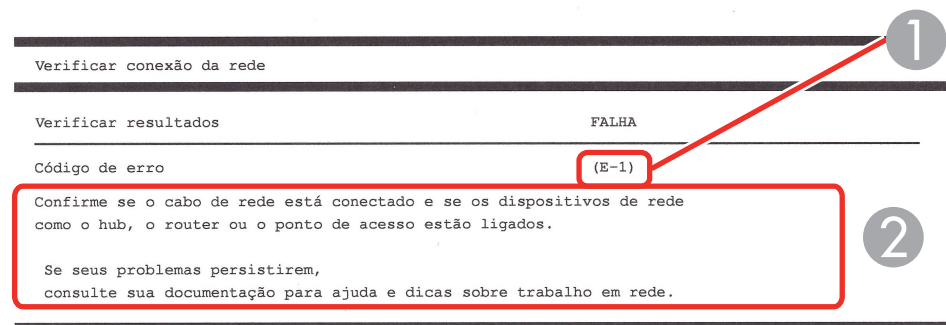 1
Verificar conexão da rede
Verificar resultados FALHA
Código de erro (E-1)
Confirme se o cabo de rede está conectado e se os dispositivos de rede
como o hub, o router ou o ponto de acesso estão ligados.
2
Se seus problemas persistirem,
consulte sua documentação para ajuda e dicas sobre trabalho em rede.